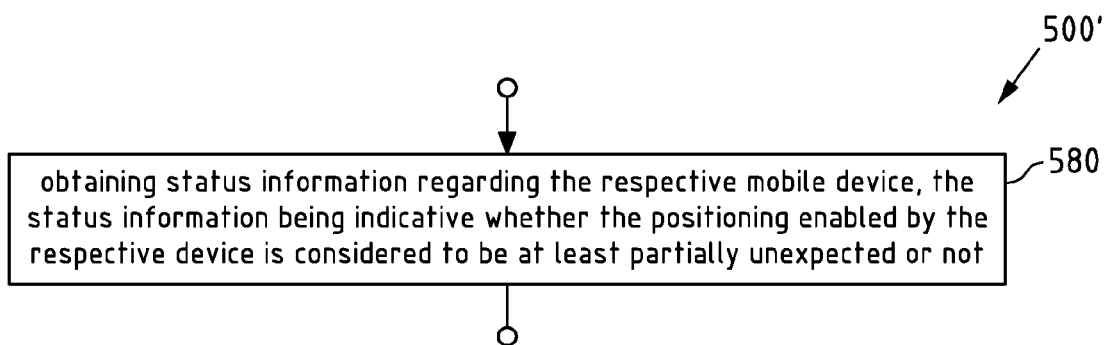 500'
580
obtaining status information regarding the respective mobile device, the
status information being indicative whether the positioning enabled by the
respective device is considered to be at least partially unexpected or not